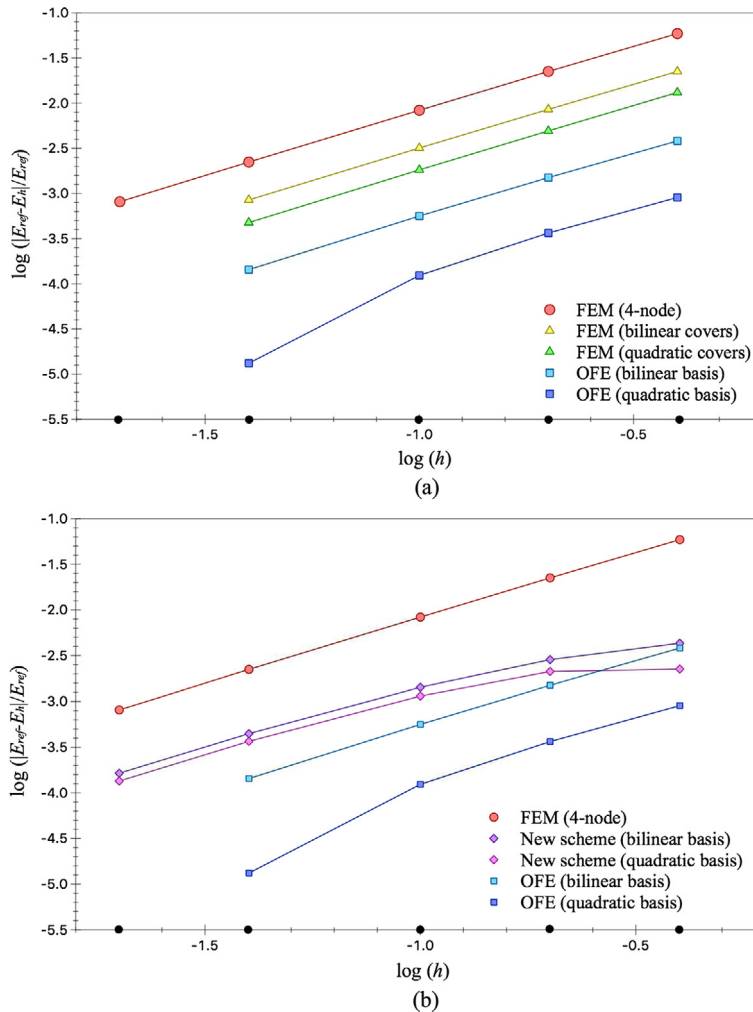 -1.0
-1.5
-2.0
-2.5
-3.0
-3.5
-4.0
-4.5
-5.0
-5.5
log (|Eref-Eh|/Eref)
FEM (4-node)
FEM (bilinear covers)
FEM (quadratic covers)
OFE (bilinear basis)
OFE (quadratic basis)
-1.5 -1.0 -0.5
log (h)
(a)
-1.0
-1.5
-2.0
-2.5
-3.0
-3.5
-4.0
-4.5
-5.0
-5.5
log (|Eref-Eh|/Eref)
FEM (4-node)
New scheme (bilinear basis)
New scheme (quadratic basis)
OFE (bilinear basis)
OFE (quadratic basis)
-1.5 -1.0 -0.5
log (h)
(b)